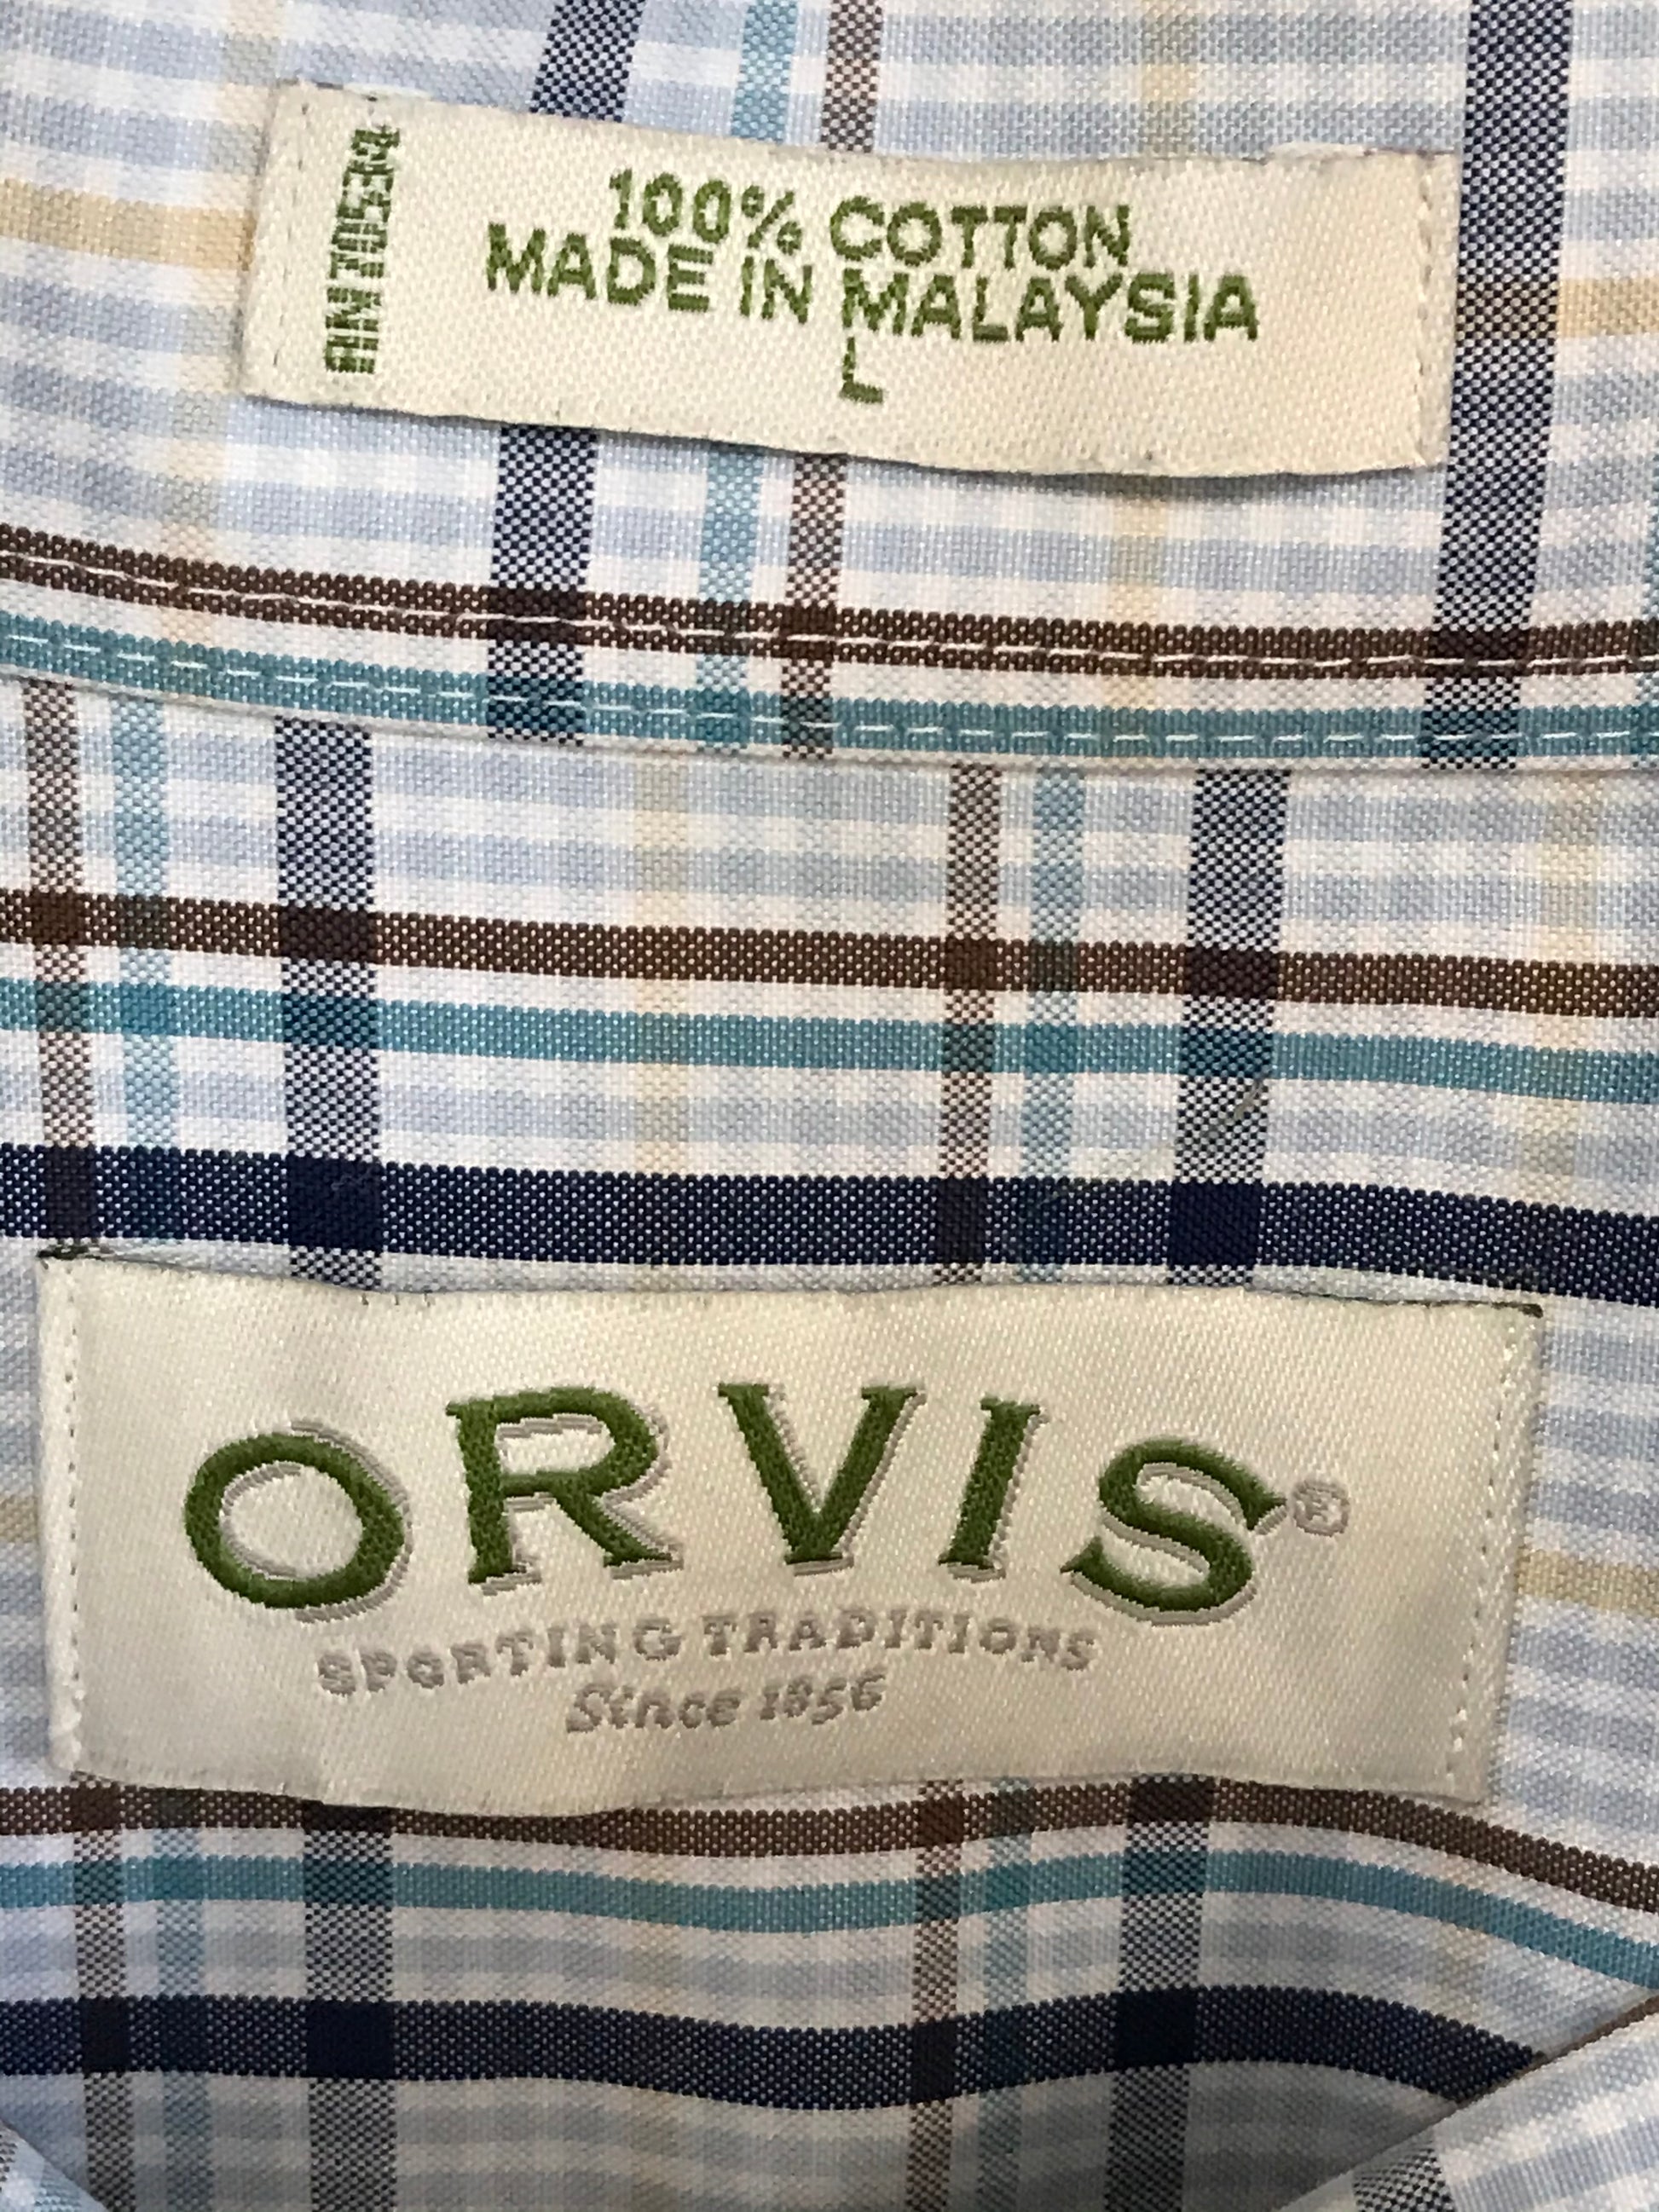 100% COTTON
MADE IN MALAYSIA
L
ORVIS®
SPORTING TRADITIONS
Since 1856